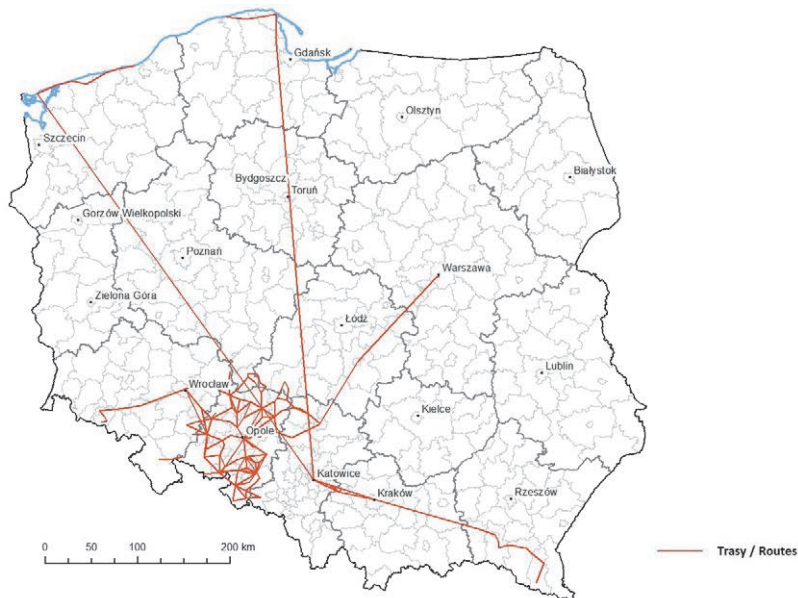 Gdańsk
Olsztyn
Szczecin
Białystok
Bydgoszcz
Toruń
Gorzów Wielkopolski
Poznań
Warszawa
Zielona Góra
Łódź
Lublin
Wrocław
Kielce
Opole
Katowice
Kraków
Rzeszów
0 50 100 200 km
Trasy / Routes